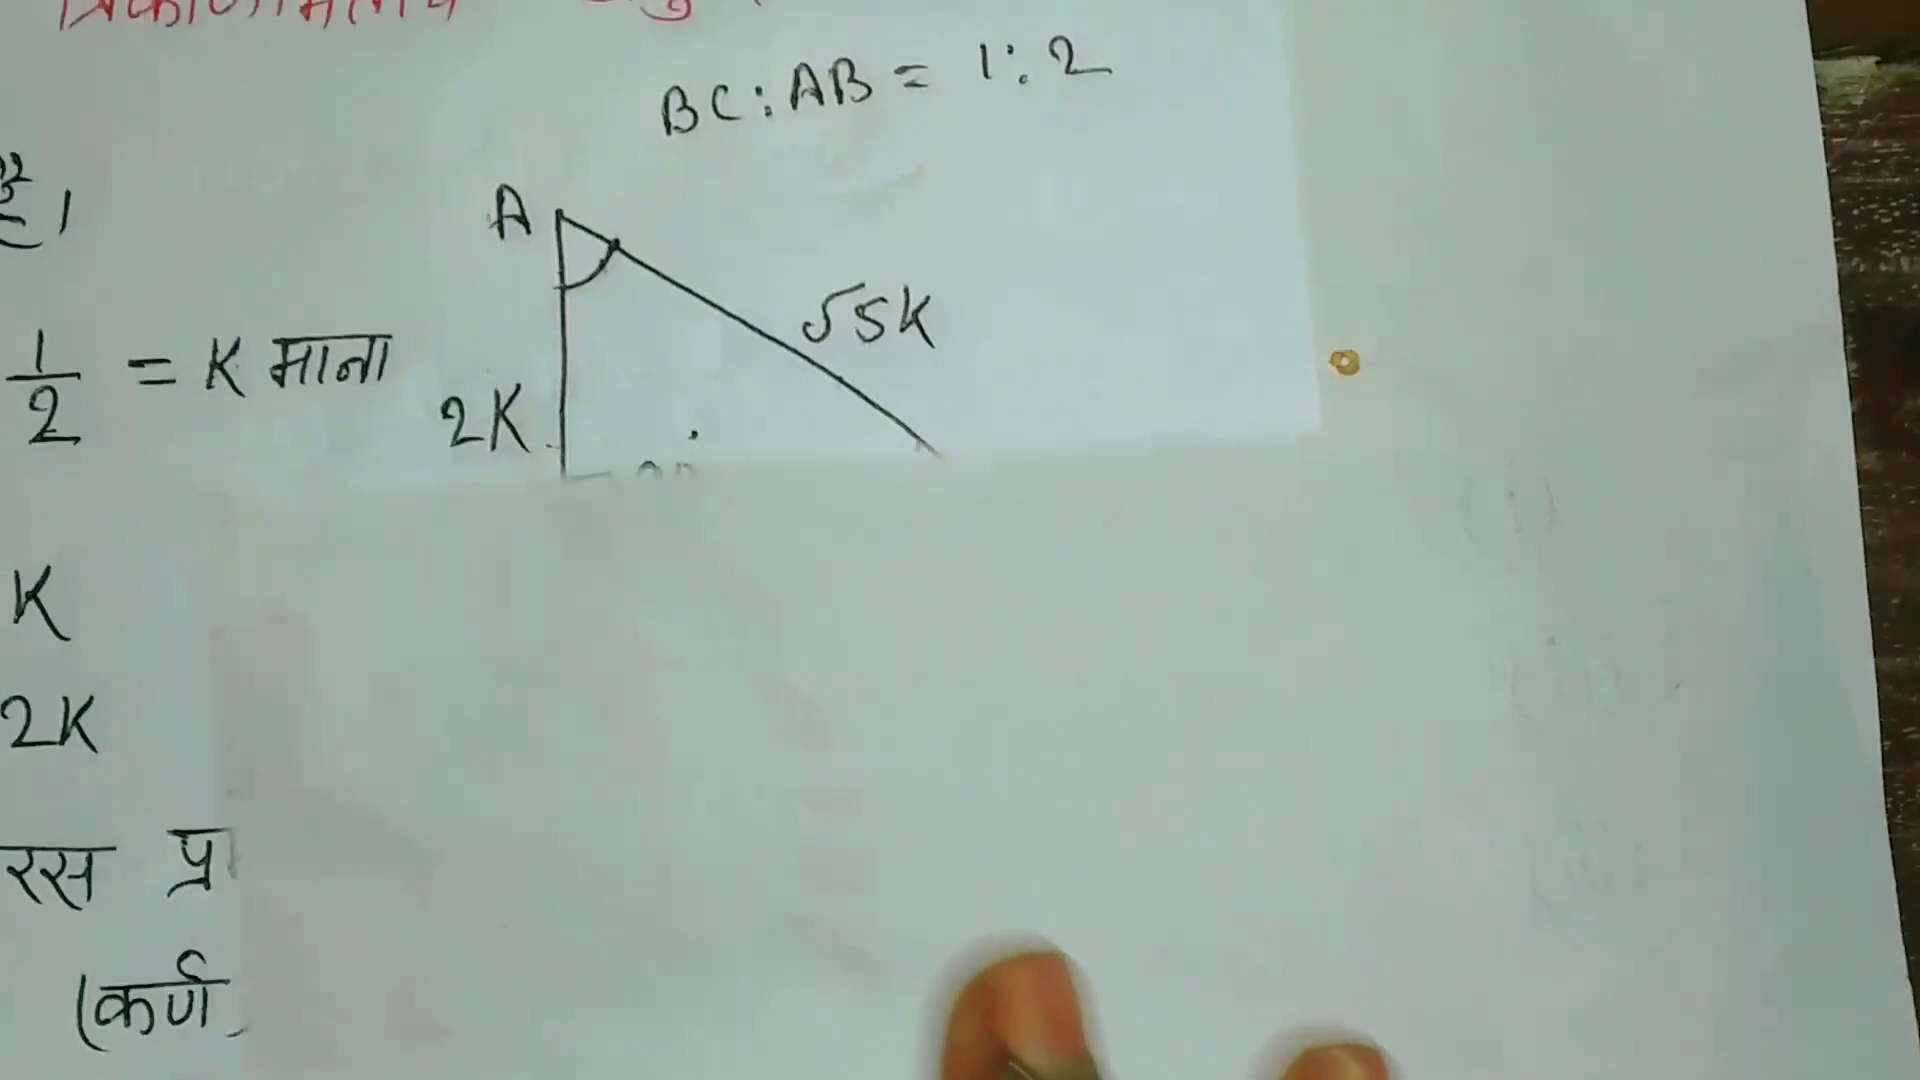 BC : AB = 1 : 2
है।
A
√5K
1/2 = K माना
2K
K
2K
रस प्र
(कर्ण